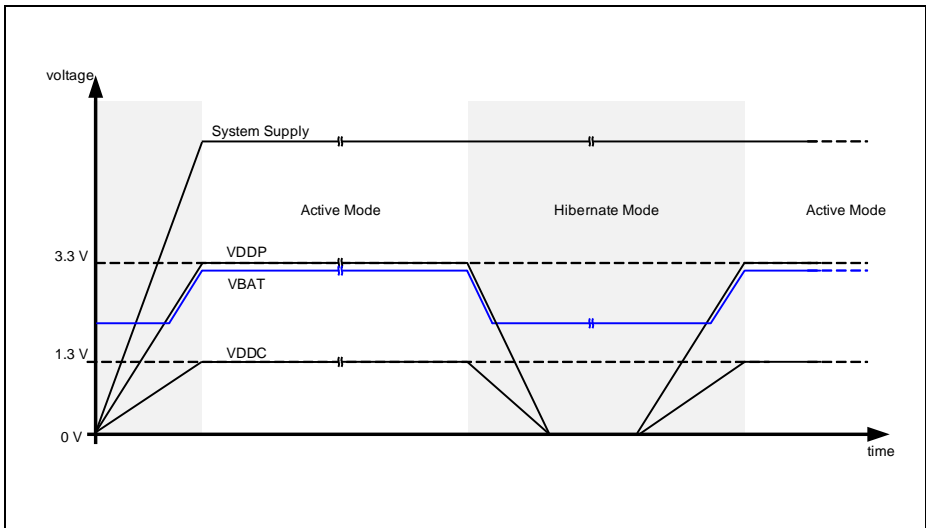 voltage
System Supply
Active Mode
Hibernate Mode
Active Mode
3.3 V
VDDP
VBAT
1.3 V
VDDC
0 V
time